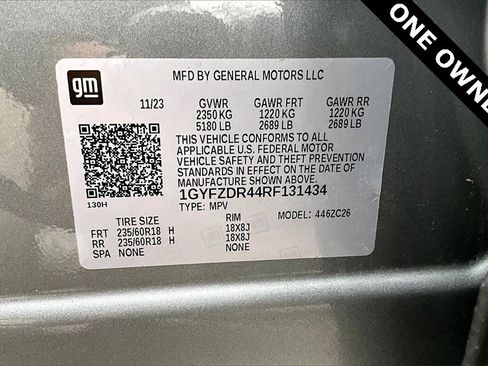 ONE OWNER
gm
MFD BY GENERAL MOTORS LLC
11/23 GVWR GAWR FRT GAWR RR
2350 KG 1220 KG 1220 KG
5180 LB 2689 LB 2689 LB
THIS VEHICLE CONFORMS TO ALL
APPLICABLE U.S. FEDERAL MOTOR
VEHICLE SAFETY AND THEFT PREVENTION
STANDARDS IN EFFECT ON THE DATE OF
MANUFACTURE SHOWN ABOVE.
1GYFZDR44RF131434
130H
TYPE: MPV MODEL: 446ZC26
TIRE SIZE RIM
FRT 235/60R18 H 18X8J
RR 235/60R18 H 18X8J
SPA NONE NONE